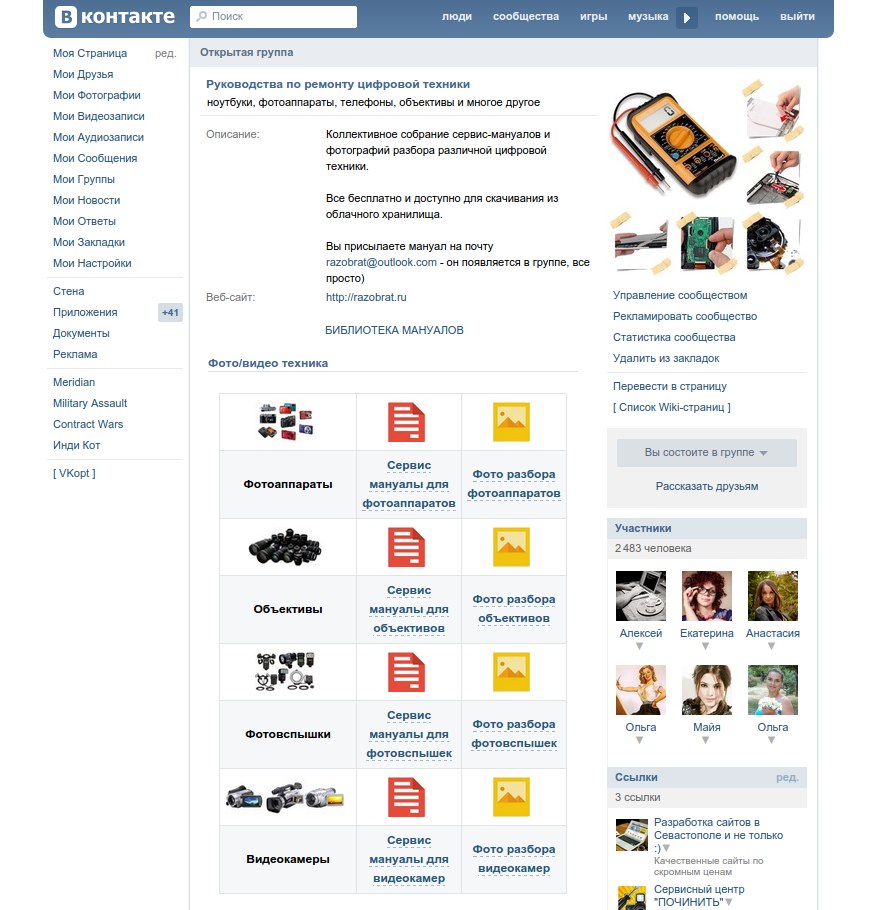 В контакте
Поиск
люди
сообщества
игры
музыка
помощь
выйти
Моя Страница
ред.
Мои Друзья
Мои Фотографии
Мои Видеозаписи
Мои Аудиозаписи
Мои Сообщения
Мои Группы
Мои Новости
Мои Ответы
Мои Закладки
Мои Настройки
Стена
Приложения
+41
Документы
Реклама
Meridian
Military Assault
Contract Wars
Инди Кот
[ VKopt ]
Открытая группа
Руководства по ремонту цифровой техники
ноутбуки, фотоаппараты, телефоны, объективы и многое другое
Описание:
Коллективное собрание сервис-мануалов и
фотографий разбора различной цифровой
техники.
Все бесплатно и доступно для скачивания из
облачного хранилища.
Вы присылаете мануал на почту
razobrat@outlook.com - он появляется в группе, все
просто)
Веб-сайт:
http://razobrat.ru
БИБЛИОТЕКА МАНУАЛОВ
Фото/видео техника
Фотоаппараты
Сервис
мануалы для
фотоаппаратов
Фото разбора
фотоаппаратов
Объективы
Сервис
мануалы для
объективов
Фото разбора
объективов
Фотовспышки
Сервис
мануалы для
фотовспышек
Фото разбора
фотовспышек
Видеокамеры
Сервис
мануалы для
видеокамер
Фото разбора
видеокамер
Управление сообществом
Рекламировать сообщество
Статистика сообщества
Удалить из закладок
Перевести в страницу
[ Список Wiki-страниц ]
Вы состоите в группе
Рассказать друзьям
Участники
2 483 человека
Алексей
Екатерина
Анастасия
Ольга
Майя
Ольга
Ссылки
ред.
3 ссылки
Разработка сайтов в
Севастополе и не только
:)
Качественные сайты по
скромным ценам
Сервисный центр
"ПОЧИНИТЬ"